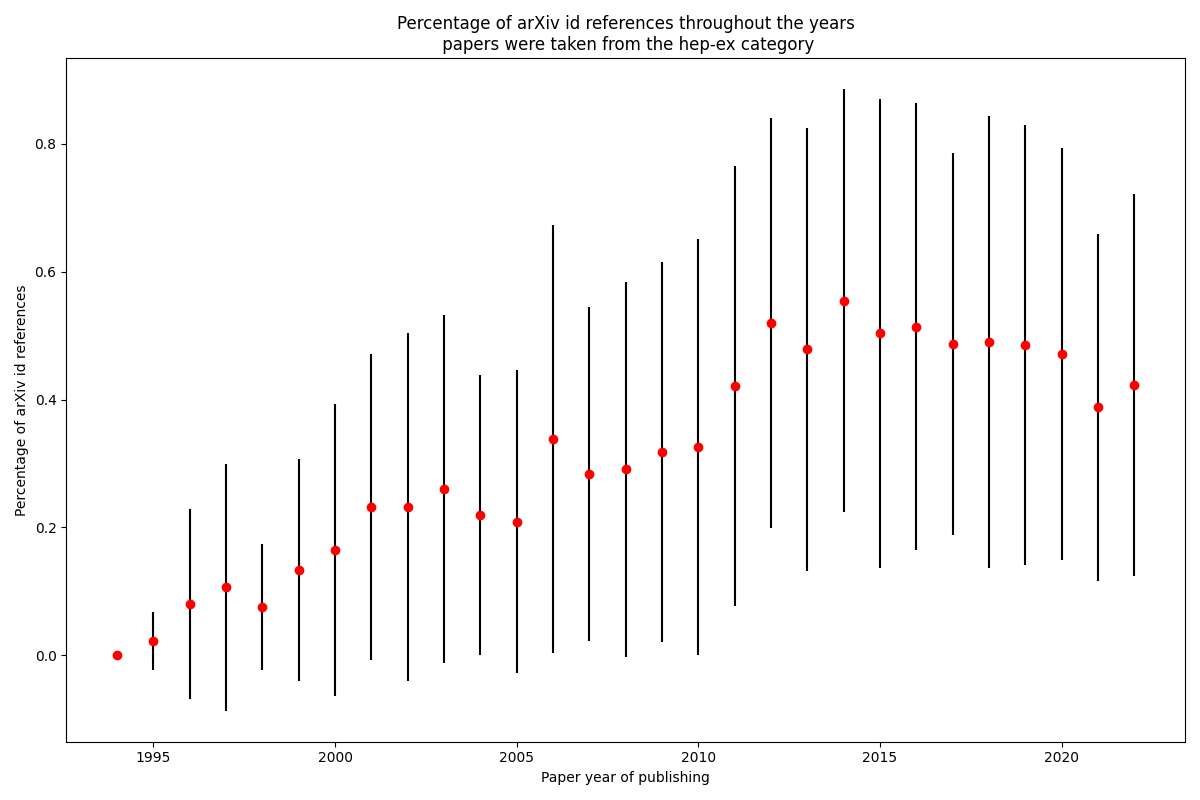 Percentage of arXiv id references throughout the years
papers were taken from the hep-ex category
Percentage of arXiv id references
0.8
0.6
0.4
0.2
0.0
1995 2000 2005 2010 2015 2020
Paper year of publishing